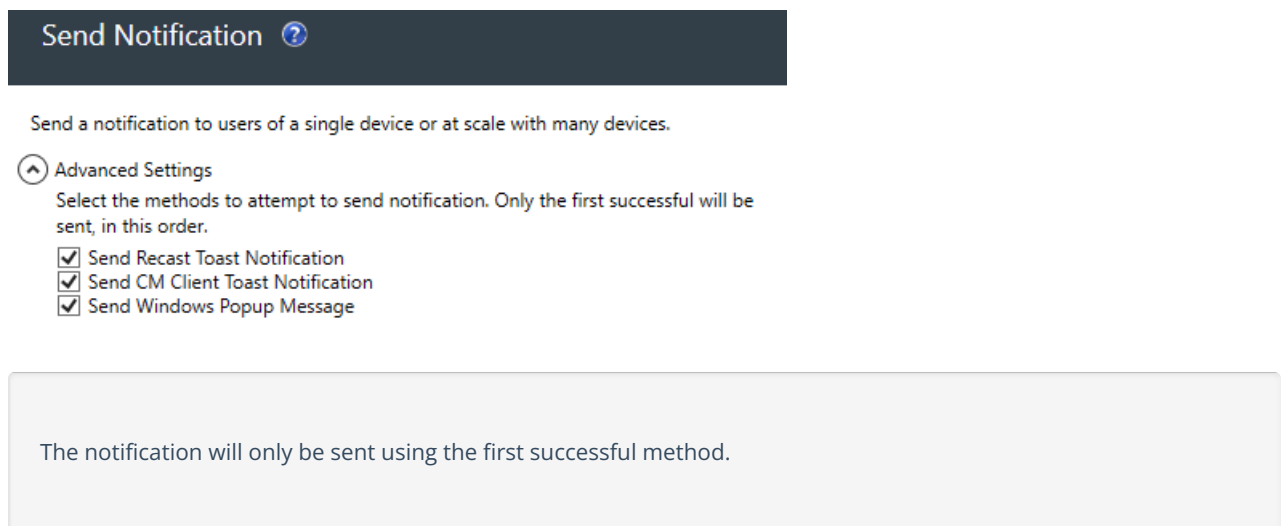 Send Notification ?
Send a notification to users of a single device or at scale with many devices.
Advanced Settings
Select the methods to attempt to send notification. Only the first successful will be
sent, in this order.
Send Recast Toast Notification
Send CM Client Toast Notification
Send Windows Popup Message
The notification will only be sent using the first successful method.